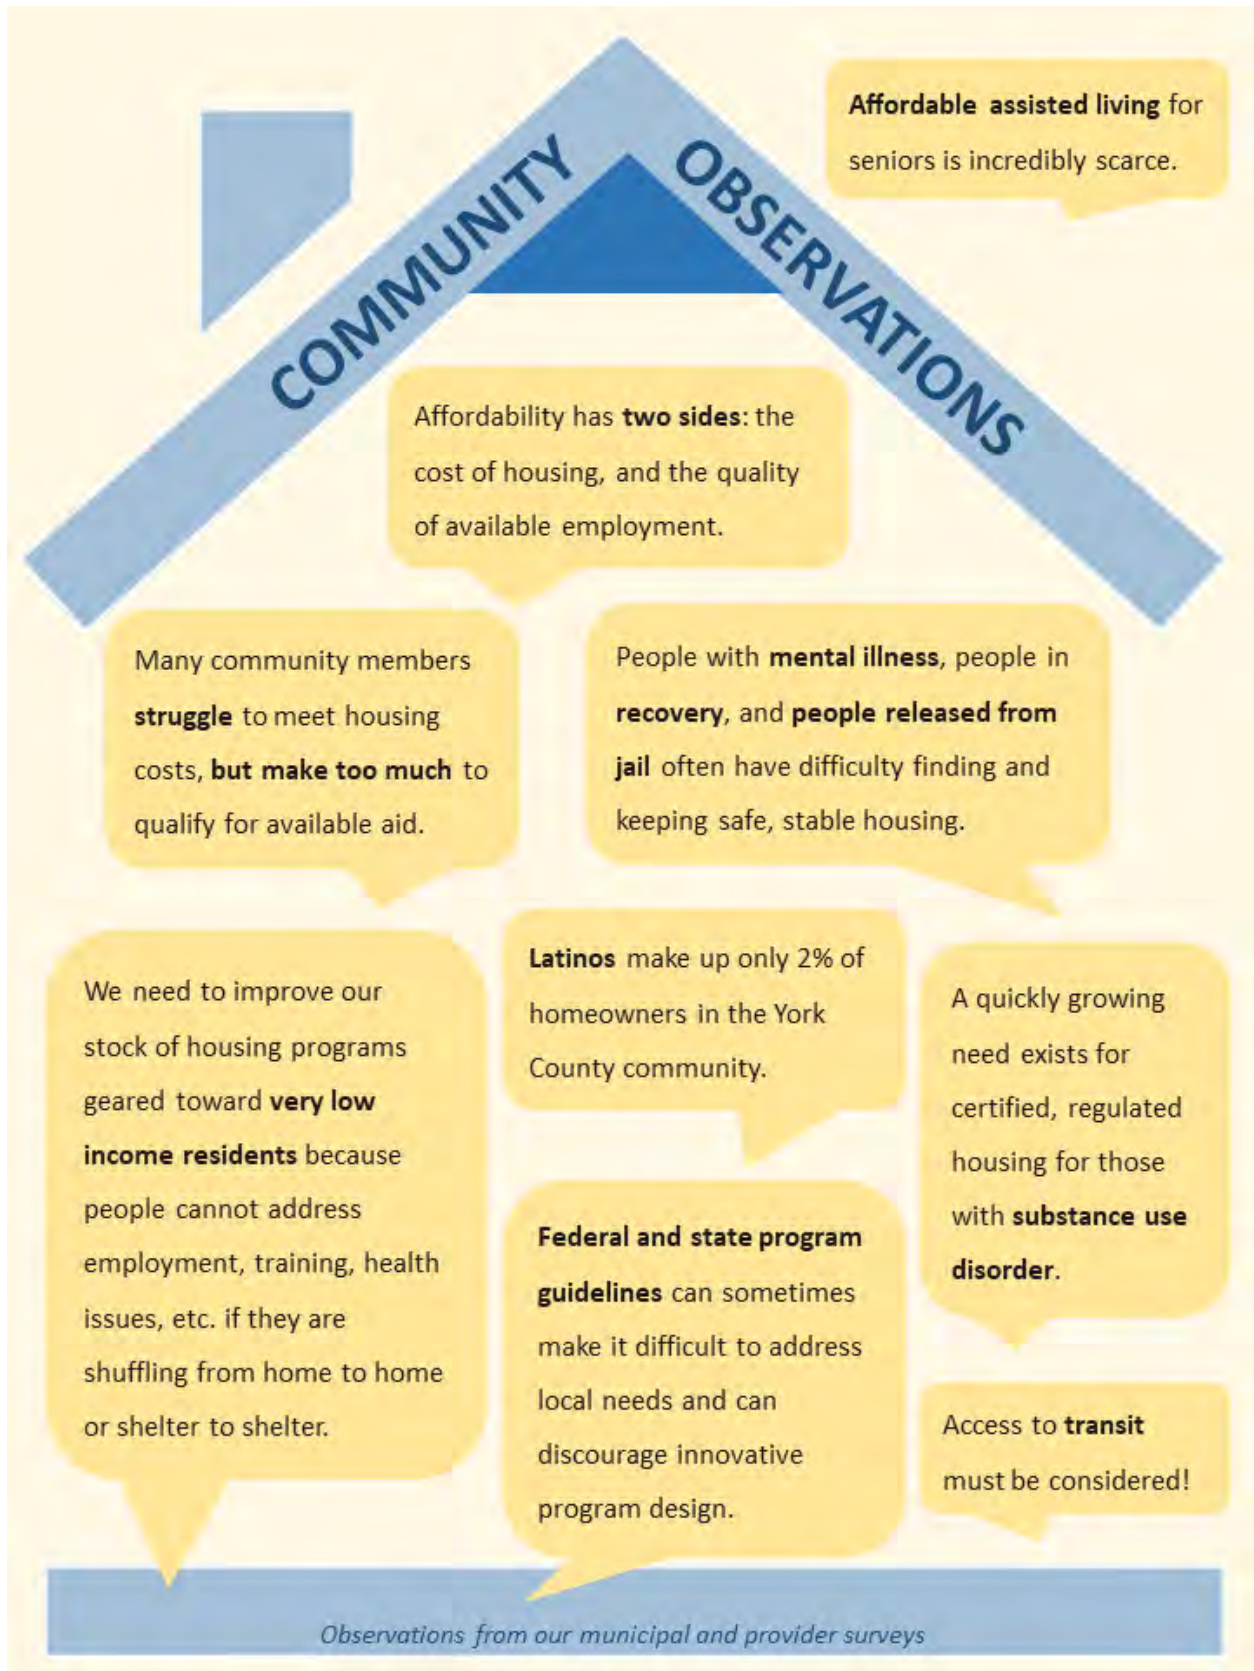 COMMUNITY
OBSERVATIONS
Affordable assisted living for
seniors is incredibly scarce.
Affordability has two sides: the
cost of housing, and the quality
of available employment.
Many community members
struggle to meet housing
costs, but make too much to
qualify for available aid.
People with mental illness, people in
recovery, and people released from
jail often have difficulty finding and
keeping safe, stable housing.
We need to improve our
stock of housing programs
geared toward very low
income residents because
people cannot address
employment, training, health
issues, etc. if they are
shuffling from home to home
or shelter to shelter.
Latinos make up only 2% of
homeowners in the York
County community.
Federal and state program
guidelines can sometimes
make it difficult to address
local needs and can
discourage innovative
program design.
A quickly growing
need exists for
certified, regulated
housing for those
with substance use
disorder.
Access to transit
must be considered!
Observations from our municipal and provider surveys